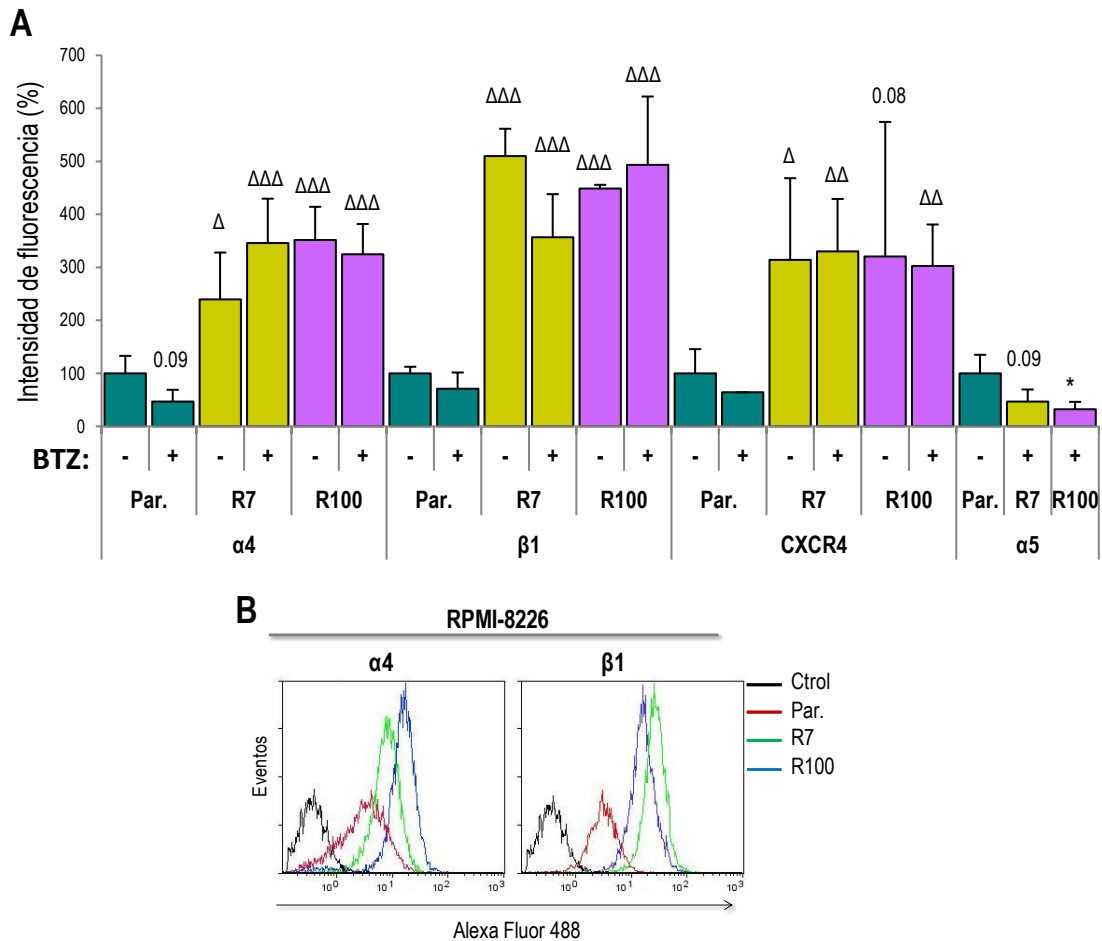 A
Intensidad de fluorescencia (%)
700
600
500
400
300
200
100
0
0.09
Δ
ΔΔΔ
ΔΔΔ
ΔΔΔ
ΔΔΔ
ΔΔΔ
ΔΔΔ
ΔΔΔ
Δ
ΔΔ
0.08
ΔΔ
0.09
*
BTZ: - + - + - + - + - + - + - + - + - + - + +
Par. R7 R100 Par. R7 R100 Par. R7 R100 Par. R7 R100
α4 β1 CXCR4 α5
B
RPMI-8226
α4 β1
Eventos
Ctrol
Par.
R7
R100
10⁰ 10¹ 10² 10³ 10⁰ 10¹ 10² 10³
Alexa Fluor 488